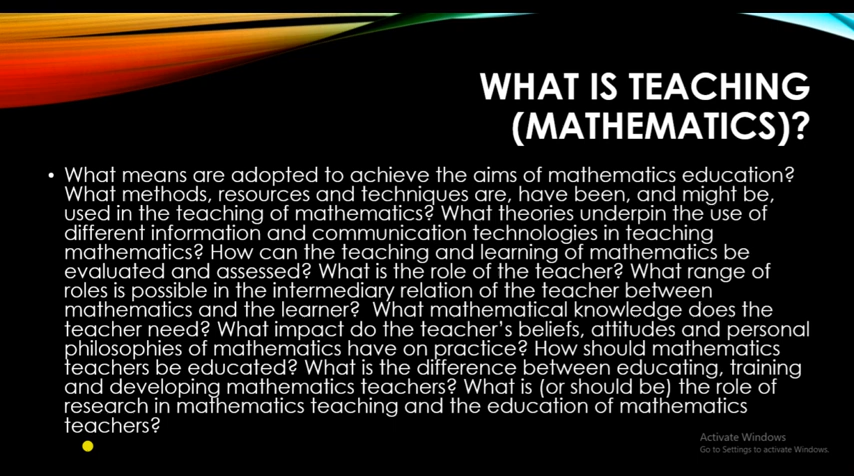 WHAT IS TEACHING
(MATHEMATICS)?
• What means are adopted to achieve the aims of mathematics education?
What methods, resources and techniques are, have been, and might be,
used in the teaching of mathematics? What theories underpin the use of
different information and communication technologies in teaching
mathematics? How can the teaching and learning of mathematics be
evaluated and assessed? What is the role of the teacher? What range of
roles is possible in the intermediary relation of the teacher between
mathematics and the learner?  What mathematical knowledge does the
teacher need? What impact do the teacher's beliefs, attitudes and personal
philosophies of mathematics have on practice? How should mathematics
teachers be educated? What is the difference between educating, training
and developing mathematics teachers? What is (or should be) the role of
research in mathematics teaching and the education of mathematics
teachers?
Activate Windows
Go to Settings to activate Windows.